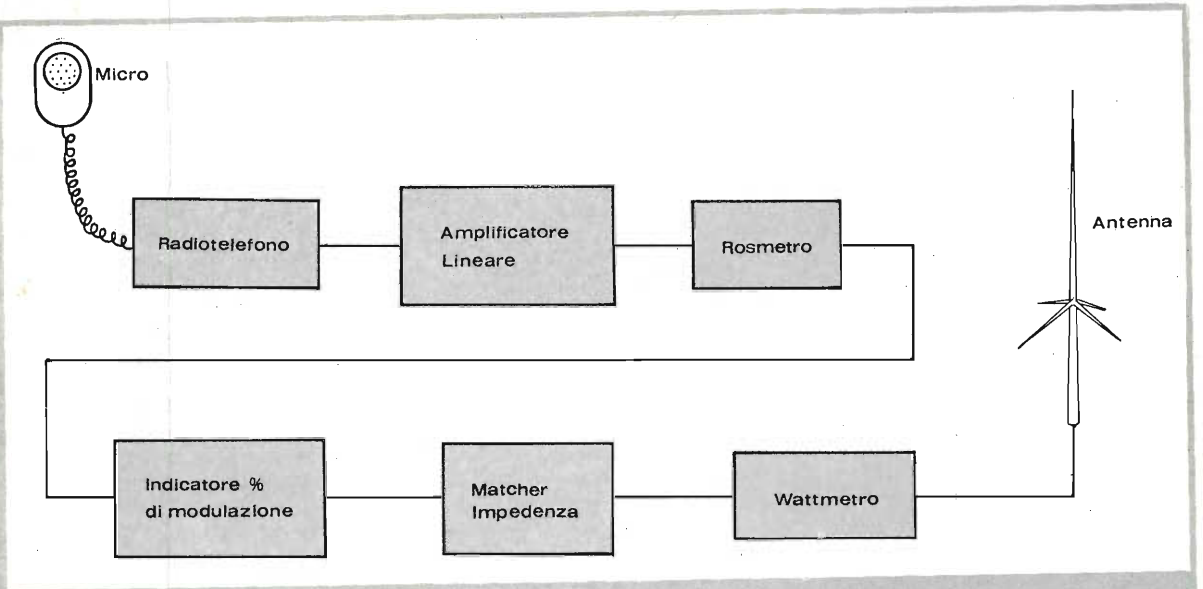 Micro
Radiotelefono
Amplificatore
Lineare
Rosmetro
Antenna
Indicatore %
di modulazione
Matcher
Impedenza
Wattmetro